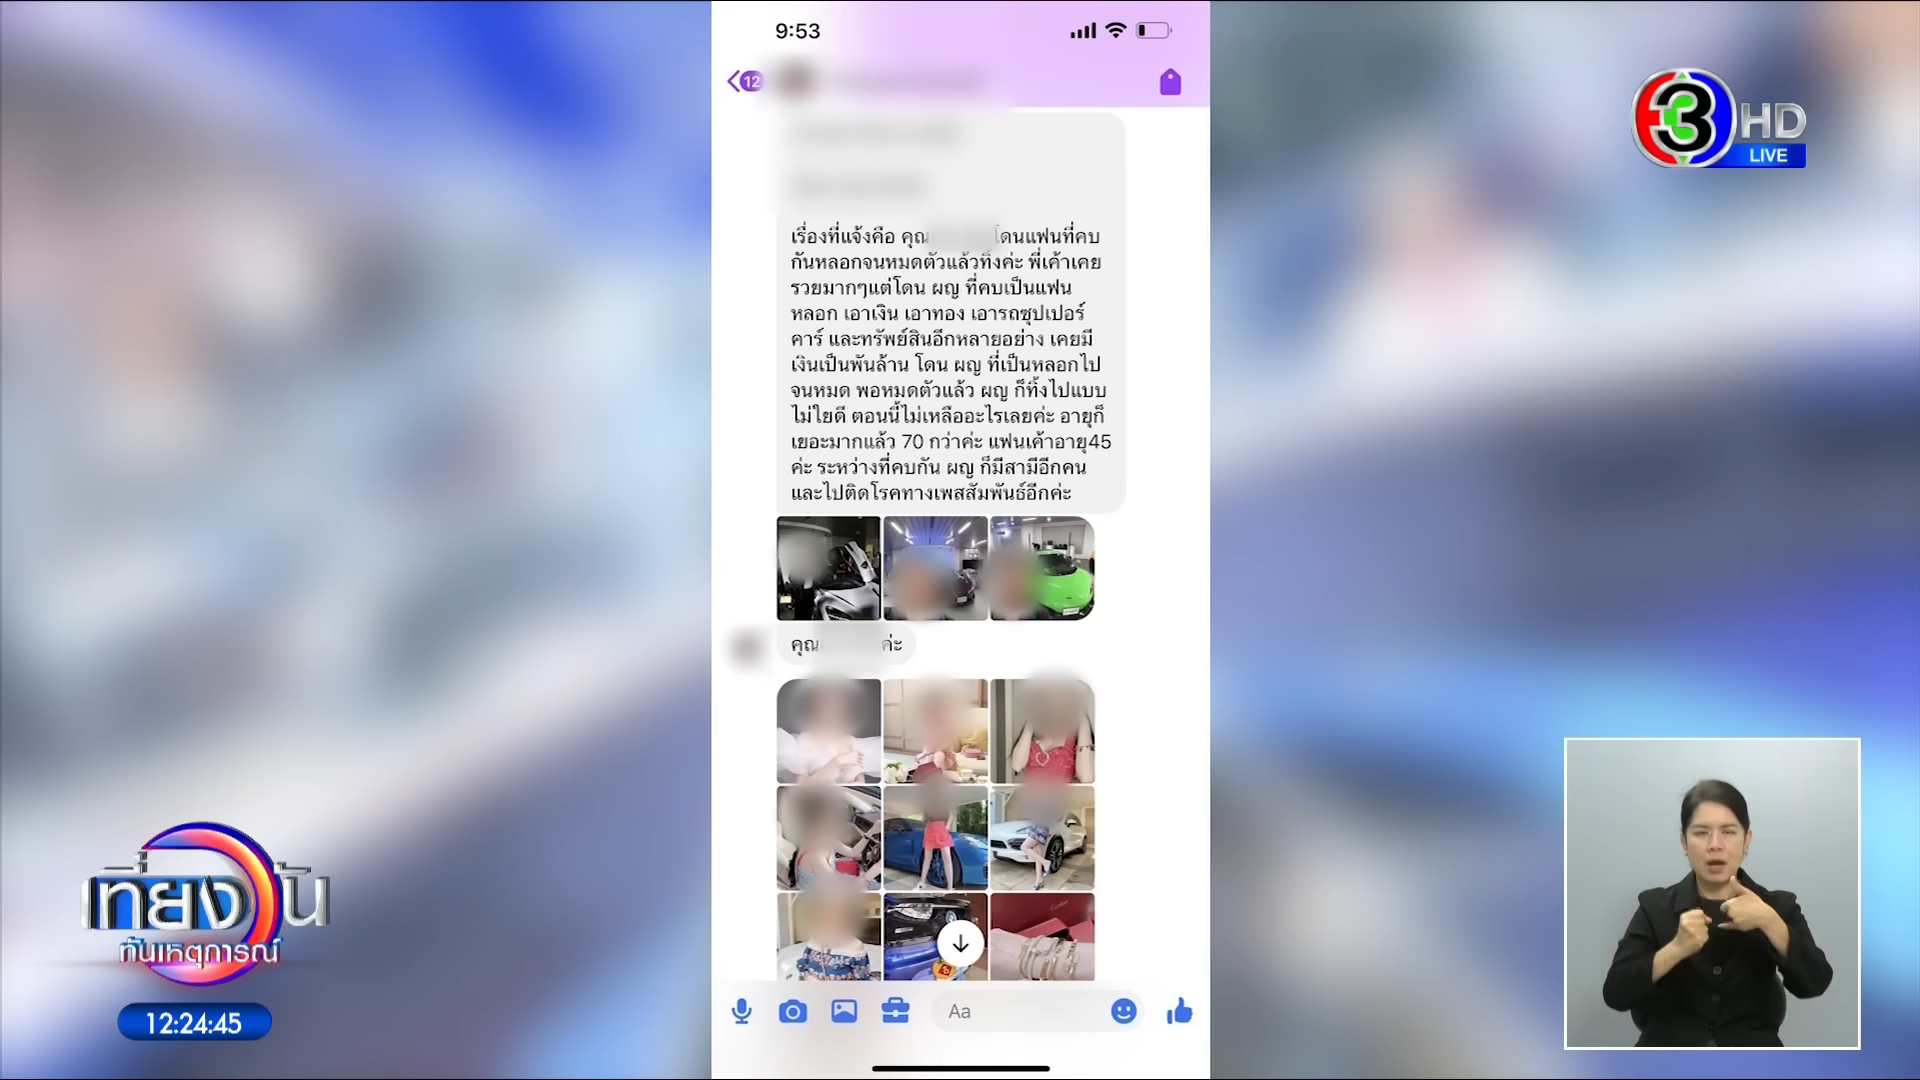 9:53
12
3 HD
LIVE
เรื่องที่แจ้งคือ คุณ โดนแฟนที่คบ
กันหลอกจนหมดตัวแล้วทิ้งค่ะ พี่เค้าเคย
รวยมากๆแต่โดน ผญ ที่คบเป็นแฟน
หลอก เอาเงิน เอาทอง เอารถซุปเปอร์
คาร์ และทรัพย์สินอีกหลายอย่าง เคยมี
เงินเป็นพันล้าน โดน ผญ ที่เป็นหลอกไป
จนหมด พอหมดตัวแล้ว ผญ ก็ทิ้งไปแบบ
ไม่ใยดี ตอนนี้ไม่เหลืออะไรเลยค่ะ อายุก็
เยอะมากแล้ว 70 กว่าค่ะ แฟนเค้าอายุ45
ค่ะ ระหว่างที่คบกัน ผญ ก็มีสามีอีกคน
และไปติดโรคทางเพสสัมพันธ์อีกค่ะ
คุณ ค่ะ
Aa
เที่ยงวัน
ทันเหตุการณ์
12:24:45